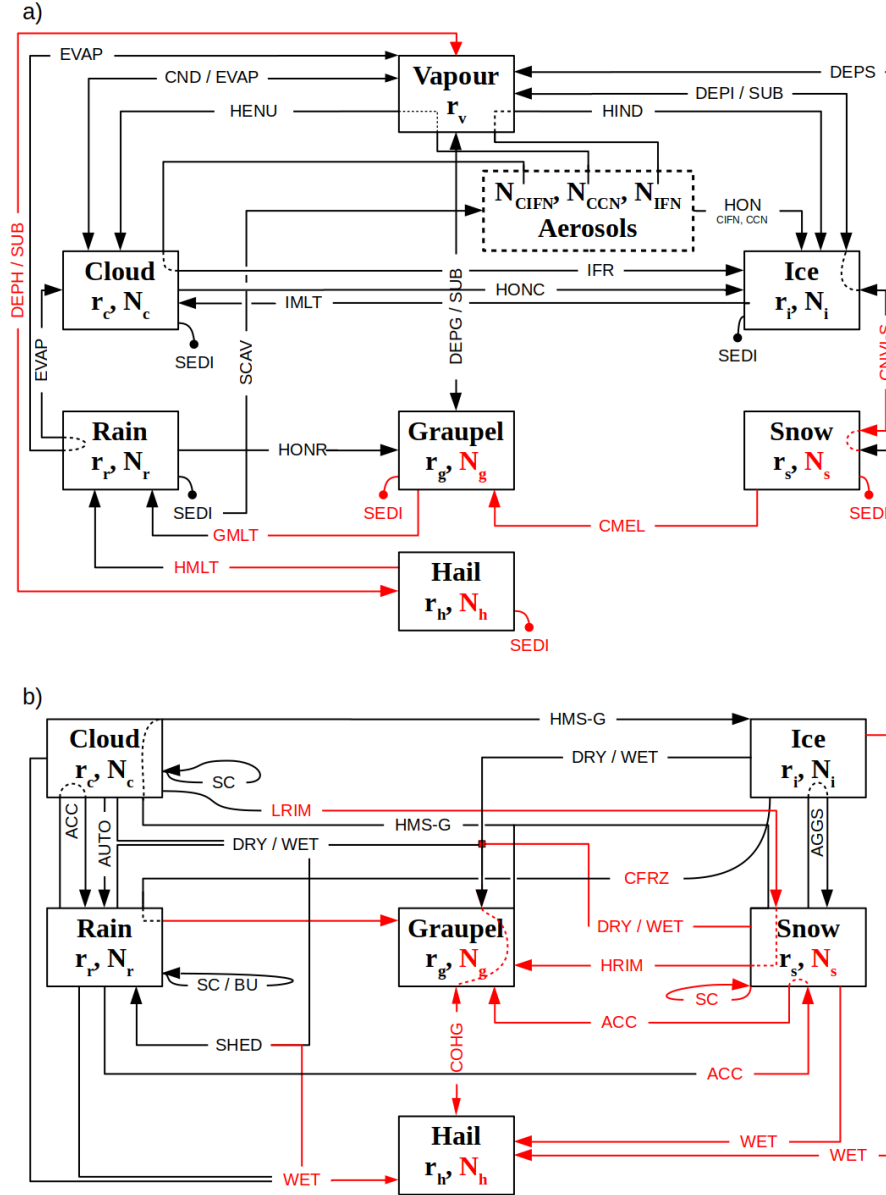 a)
EVAP
Vapour
r_v
DEPS
CND / EVAP
DEPI / SUB
HENU
HIND
N_CIFN, N_CCN, N_IFN
Aerosols
HON
CIFN, CCN
DEPH / SUB
Cloud
r_c, N_c
IFR
HONC
IMLT
Ice
r_i, N_i
DEPG / SUB
SEDI
SEDI
SCAV
EVAP
CNVLS
Rain
r_r, N_r
HONR
Graupel
r_g, N_g
Snow
r_s, N_s
SEDI
SEDI
SEDI
GMLT
CMEL
HMLT
Hail
r_h, N_h
SEDI
b)
Cloud
r_c, N_c
HMS-G
Ice
r_i, N_i
SC
DRY / WET
LRIM
ACC
AUTO
HMS-G
DRY / WET
AGGS
CFRZ
Rain
r_r, N_r
Graupel
r_g, N_g
DRY / WET
Snow
r_s, N_s
HRIM
SC / BU
SC
ACC
SHED
COHG
ACC
Hail
r_h, N_h
WET
WET
WET